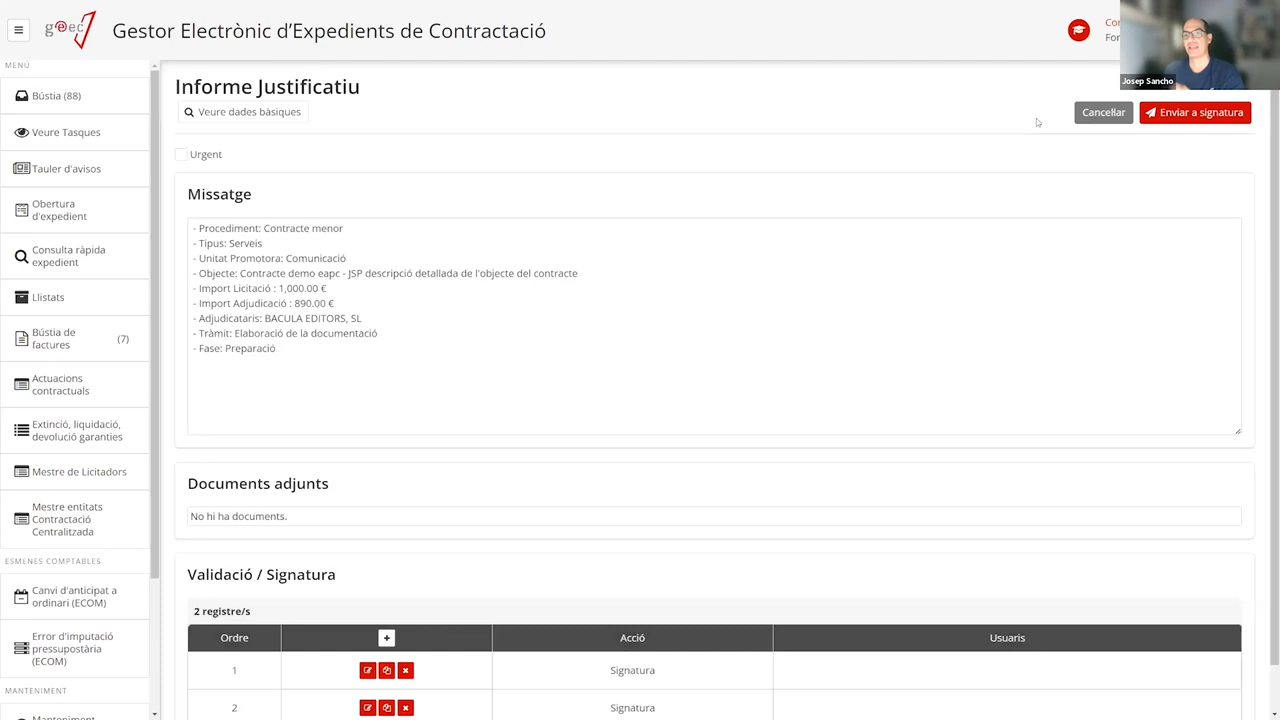 geec
Gestor Electrònic d'Expedients de Contractació
Josep Sancho
MENÚ
Bústia (88)
Veure Tasques
Tauler d'avisos
Obertura
d'expedient
Consulta ràpida
expedient
Llistats
Bústia de
factures
(7)
Actuacions
contractuals
Extinció, liquidació,
devolució garanties
Mestre de Licitadors
Mestre entitats
Contractació
Centralitzada
ESMENES COMPTABLES
Canvi d'anticipat a
ordinari (ECOM)
Error d'imputació
pressupostària
(ECOM)
MANTENIMENT
Manteniment
Informe Justificatiu
Veure dades bàsiques
Cancel·lar
Enviar a signatura
Urgent
Missatge
- Procediment: Contracte menor
- Tipus: Serveis
- Unitat Promotora: Comunicació
- Objecte: Contracte demo eapc - JSP descripció detallada de l'objecte del contracte
- Import Licitació : 1,000.00 €
- Import Adjudicació : 890.00 €
- Adjudicataris: BACULA EDITORS, SL
- Tràmit: Elaboració de la documentació
- Fase: Preparació
Documents adjunts
No hi ha documents.
Validació / Signatura
2 registre/s
Ordre + Acció Usuaris
1 Signatura
2 Signatura